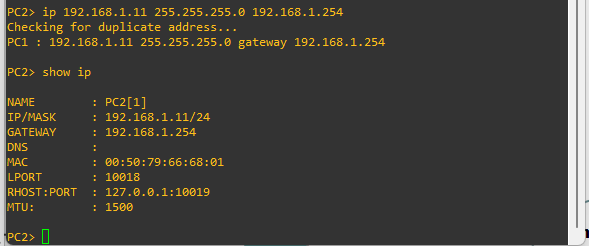 PC2> ip 192.168.1.11 255.255.255.0 192.168.1.254
Checking for duplicate address...
PC1 : 192.168.1.11 255.255.255.0 gateway 192.168.1.254
PC2> show ip
NAME : PC2[1]
IP/MASK : 192.168.1.11/24
GATEWAY : 192.168.1.254
DNS :
MAC : 00:50:79:66:68:01
LPORT : 10018
RHOST:PORT : 127.0.0.1:10019
MTU: : 1500
PC2>